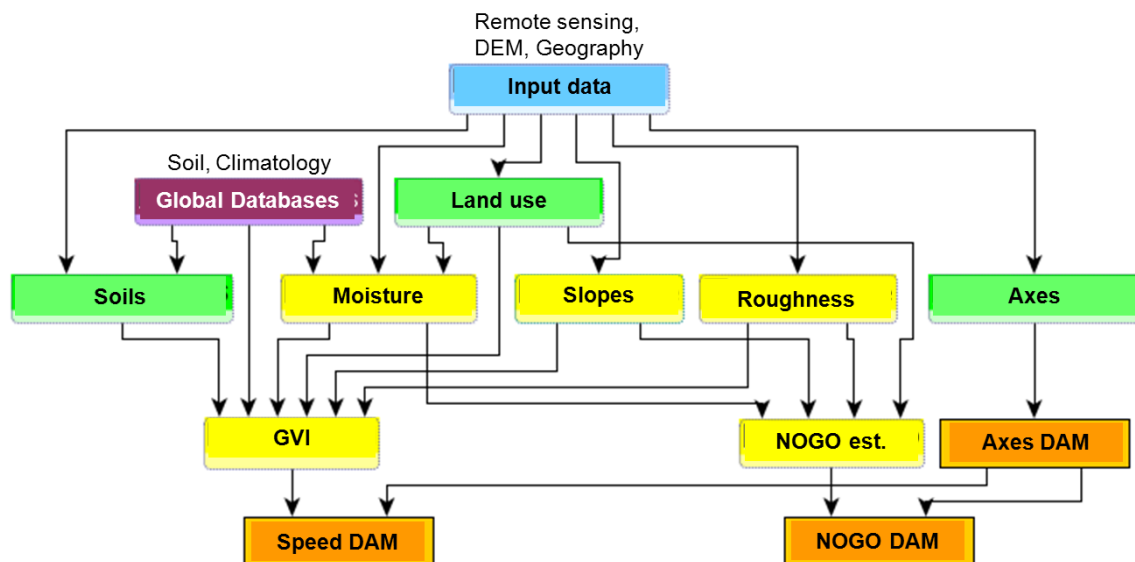 Remote sensing,
DEM, Geography
Input data
Soil, Climatology
Global Databases
Land use
Soils
Moisture
Slopes
Roughness
Axes
GVI
NOGO est.
Axes DAM
Speed DAM
NOGO DAM